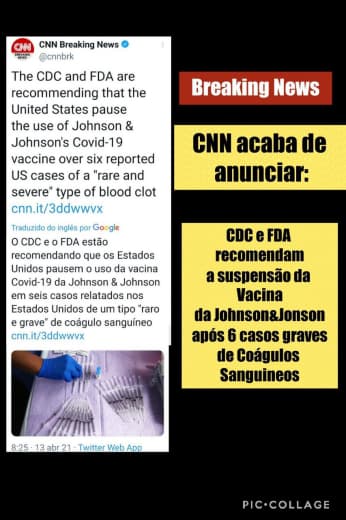 CNN
BREAKING NEWS
CNN Breaking News
@cnnbrk
The CDC and FDA are
recommending that the
United States pause
the use of Johnson &
Johnson's Covid-19
vaccine over six reported
US cases of a "rare and
severe" type of blood clot
cnn.it/3ddwwvx
Traduzido do inglês por Google
O CDC e o FDA estão
recomendando que os Estados
Unidos pausem o uso da vacina
Covid-19 da Johnson & Johnson
em seis casos relatados nos
Estados Unidos de um tipo "raro
e grave" de coágulo sanguíneo
cnn.it/3ddwwvx
8:25 · 13 abr 21 · Twitter Web App
Breaking News
CNN acaba de
anunciar:
CDC e FDA
recomendam
a suspensão da
Vacina
da Johnson&Jonson
após 6 casos graves
de Coágulos
Sanguineos
PIC•COLLAGE